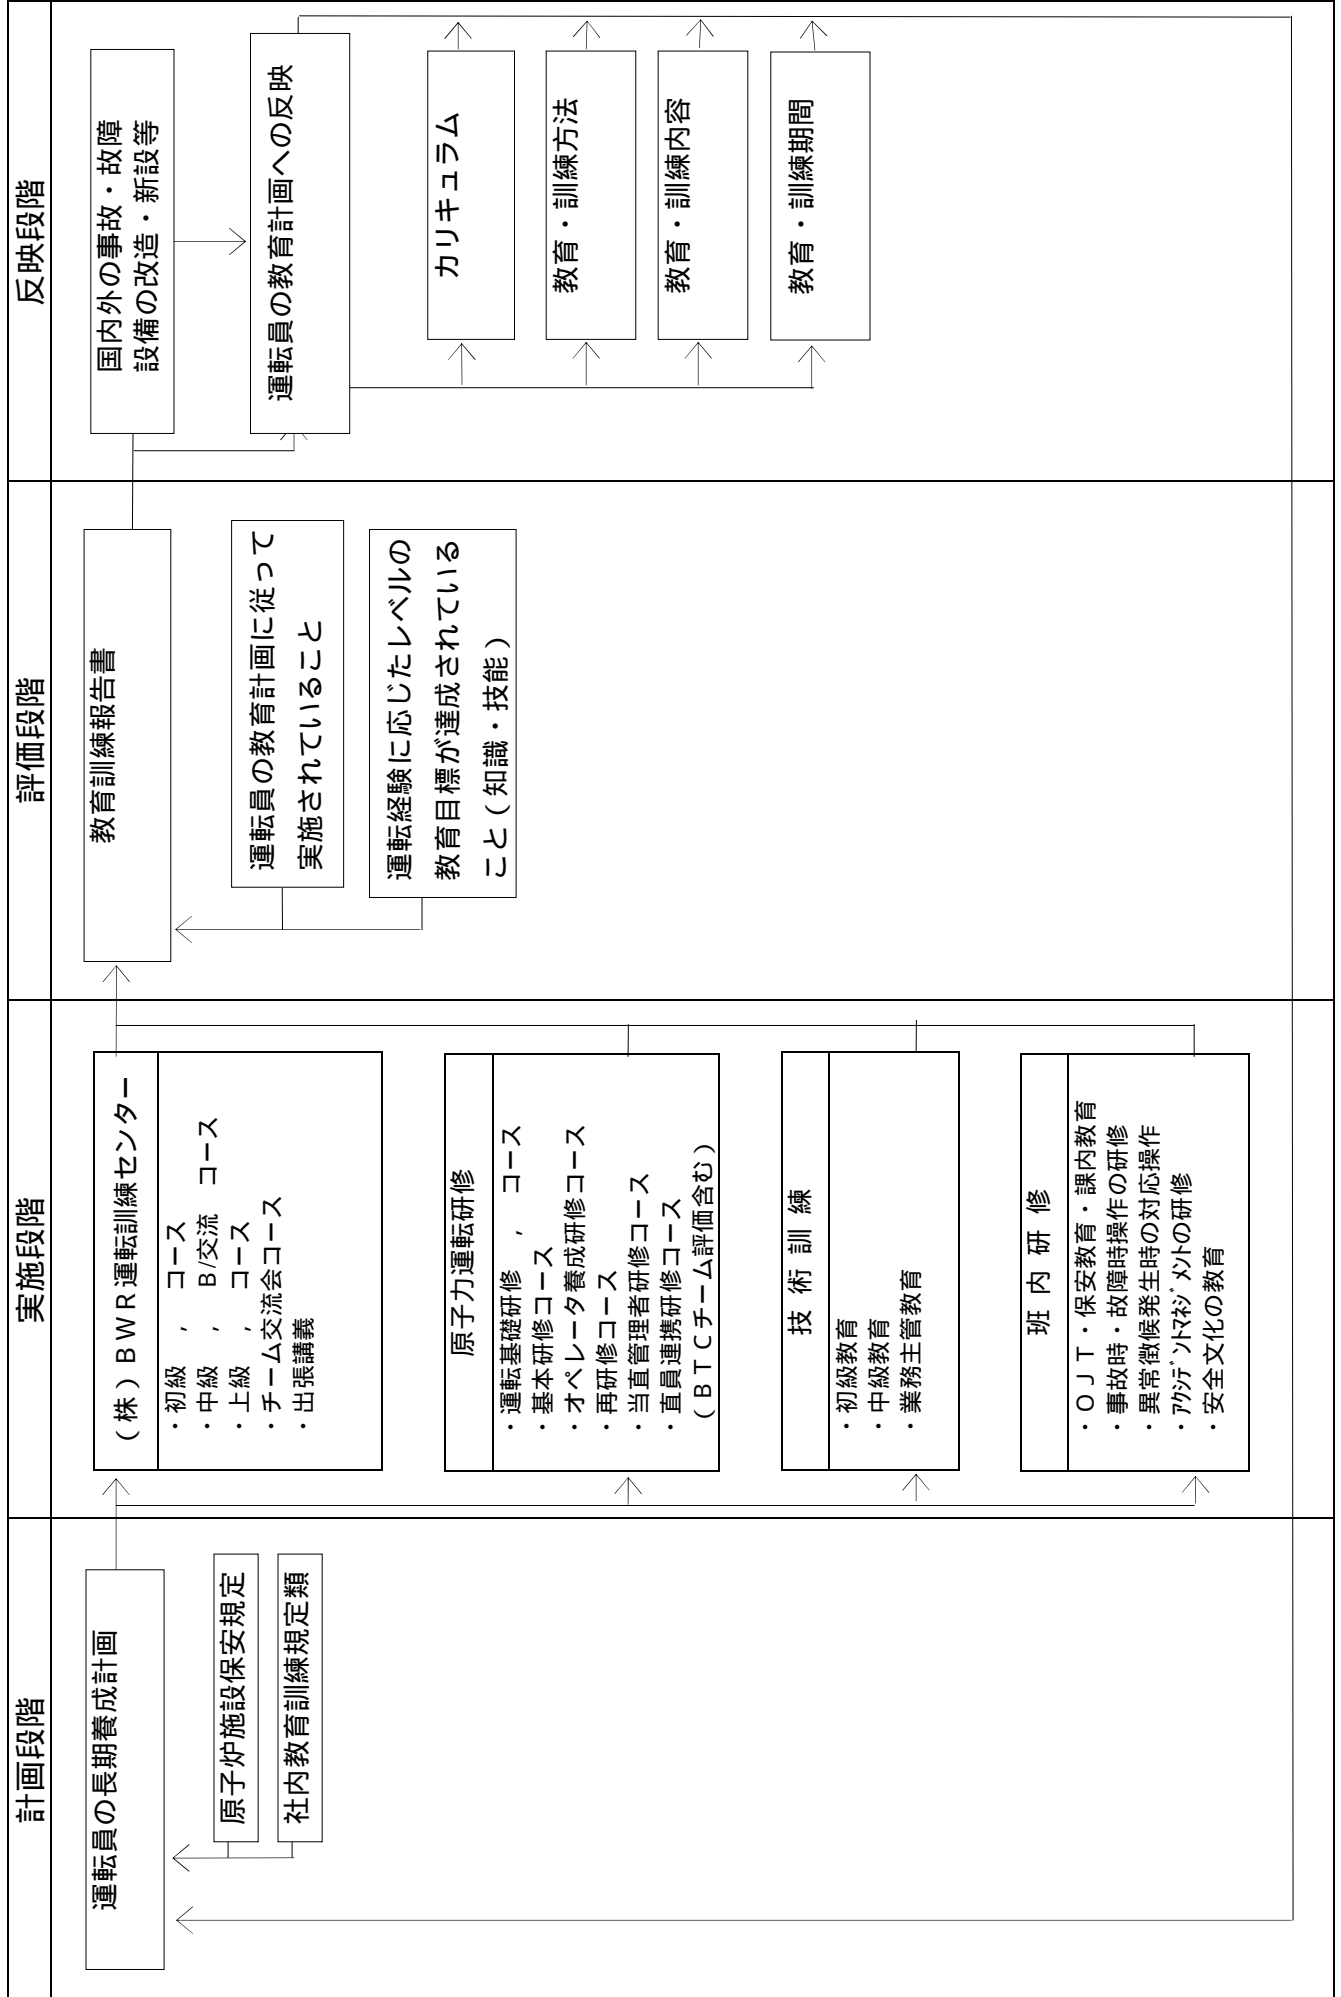 計画段階
運転員の長期養成計画
原子炉施設保安規定
社内教育訓練規定類
実施段階
(株)BWR運転訓練センター
・初級 , コース
・中級 , B/交流 コース
・上級 , コース
・チーム交流会コース
・出張講義
原子力運転研修
・運転基礎研修 , コース
・基本研修コース
・オペレータ養成研修コース
・再研修コース
・当直管理者研修コース
・直員連携研修コース
(BTCチーム評価含む)
技術訓練
・初級教育
・中級教育
・業務主管教育
班内研修
・OJT・保安教育・課内教育
・事故時・故障時操作の研修
・異常徴候発生時の対応操作
・アクシデントマネジメントの研修
・安全文化の教育
評価段階
教育訓練報告書
運転員の教育計画に従って
実施されていること
運転経験に応じたレベルの
教育目標が達成されている
こと(知識・技能)
反映段階
国内外の事故・故障
設備の改造・新設等
運転員の教育計画への反映
カリキュラム
教育・訓練方法
教育・訓練内容
教育・訓練期間